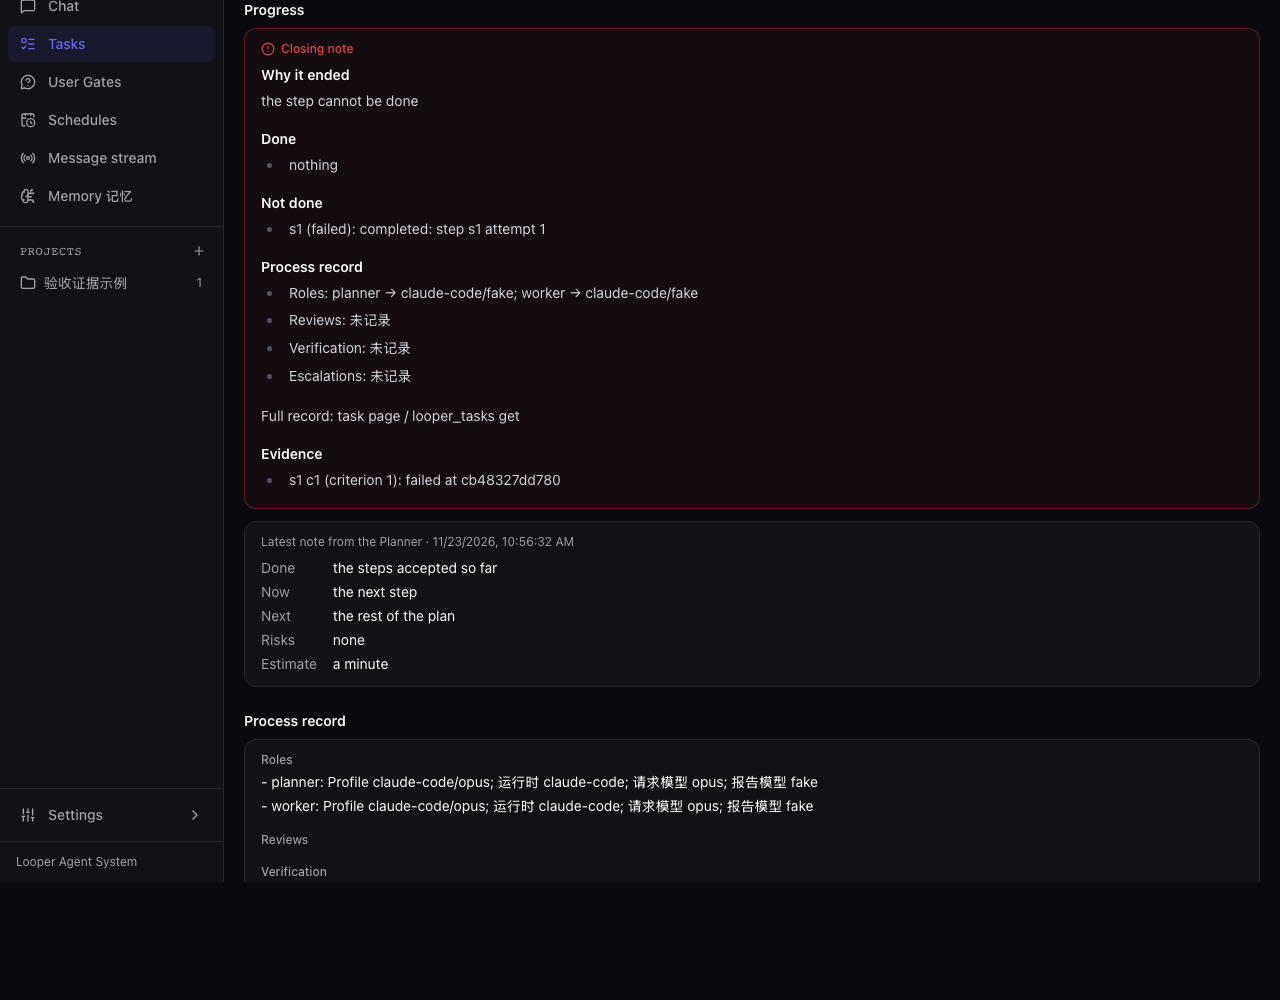 Chat
Tasks
User Gates
Schedules
Message stream
Memory 记忆
PROJECTS
验收证据示例 1
Settings
Looper Agent System
Progress
Closing note
Why it ended
the step cannot be done
Done
nothing
Not done
s1 (failed): completed: step s1 attempt 1
Process record
Roles: planner → claude-code/fake; worker → claude-code/fake
Reviews: 未记录
Verification: 未记录
Escalations: 未记录
Full record: task page / looper_tasks get
Evidence
s1 c1 (criterion 1): failed at cb48327dd780
Latest note from the Planner · 11/23/2026, 10:56:32 AM
Done the steps accepted so far
Now the next step
Next the rest of the plan
Risks none
Estimate a minute
Process record
Roles
- planner: Profile claude-code/opus; 运行时 claude-code; 请求模型 opus; 报告模型 fake
- worker: Profile claude-code/opus; 运行时 claude-code; 请求模型 opus; 报告模型 fake
Reviews
Verification